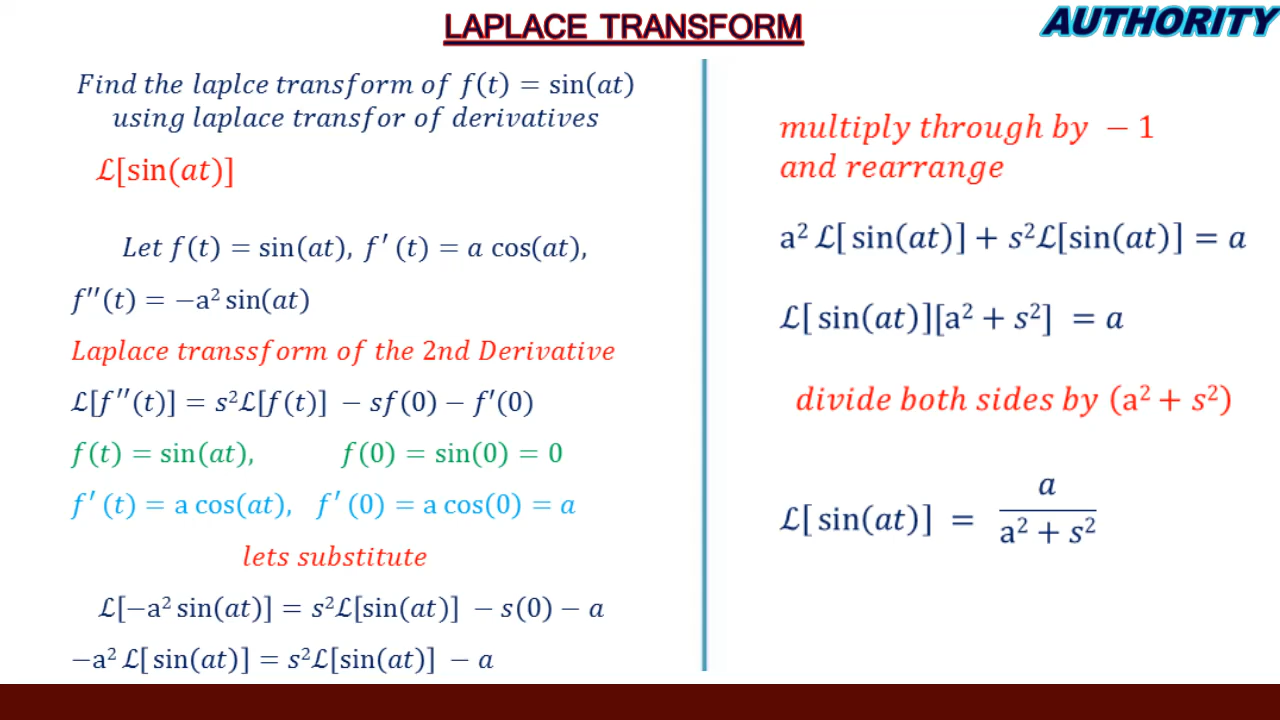 LAPLACE TRANSFORM
AUTHORITY
Find the laplce transform of f(t) = sin(at)
using laplace transfor of derivatives
ℒ[sin(at)]
Let f(t) = sin(at), f′(t) = a cos(at),
f′′(t) = −a² sin(at)
Laplace transsform of the 2nd Derivative
ℒ[f′′(t)] = s²ℒ[f(t)] − sf(0) − f′(0)
f(t) = sin(at), f(0) = sin(0) = 0
f′(t) = a cos(at), f′(0) = a cos(0) = a
lets substitute
ℒ[−a² sin(at)] = s²ℒ[sin(at)] − s(0) − a
−a² ℒ[ sin(at)] = s²ℒ[sin(at)] − a
multiply through by − 1
and rearrange
a² ℒ[ sin(at)] + s²ℒ[sin(at)] = a
ℒ[ sin(at)][a² + s²] = a
divide both sides by (a² + s²)
ℒ[ sin(at)] = a / (a² + s²)